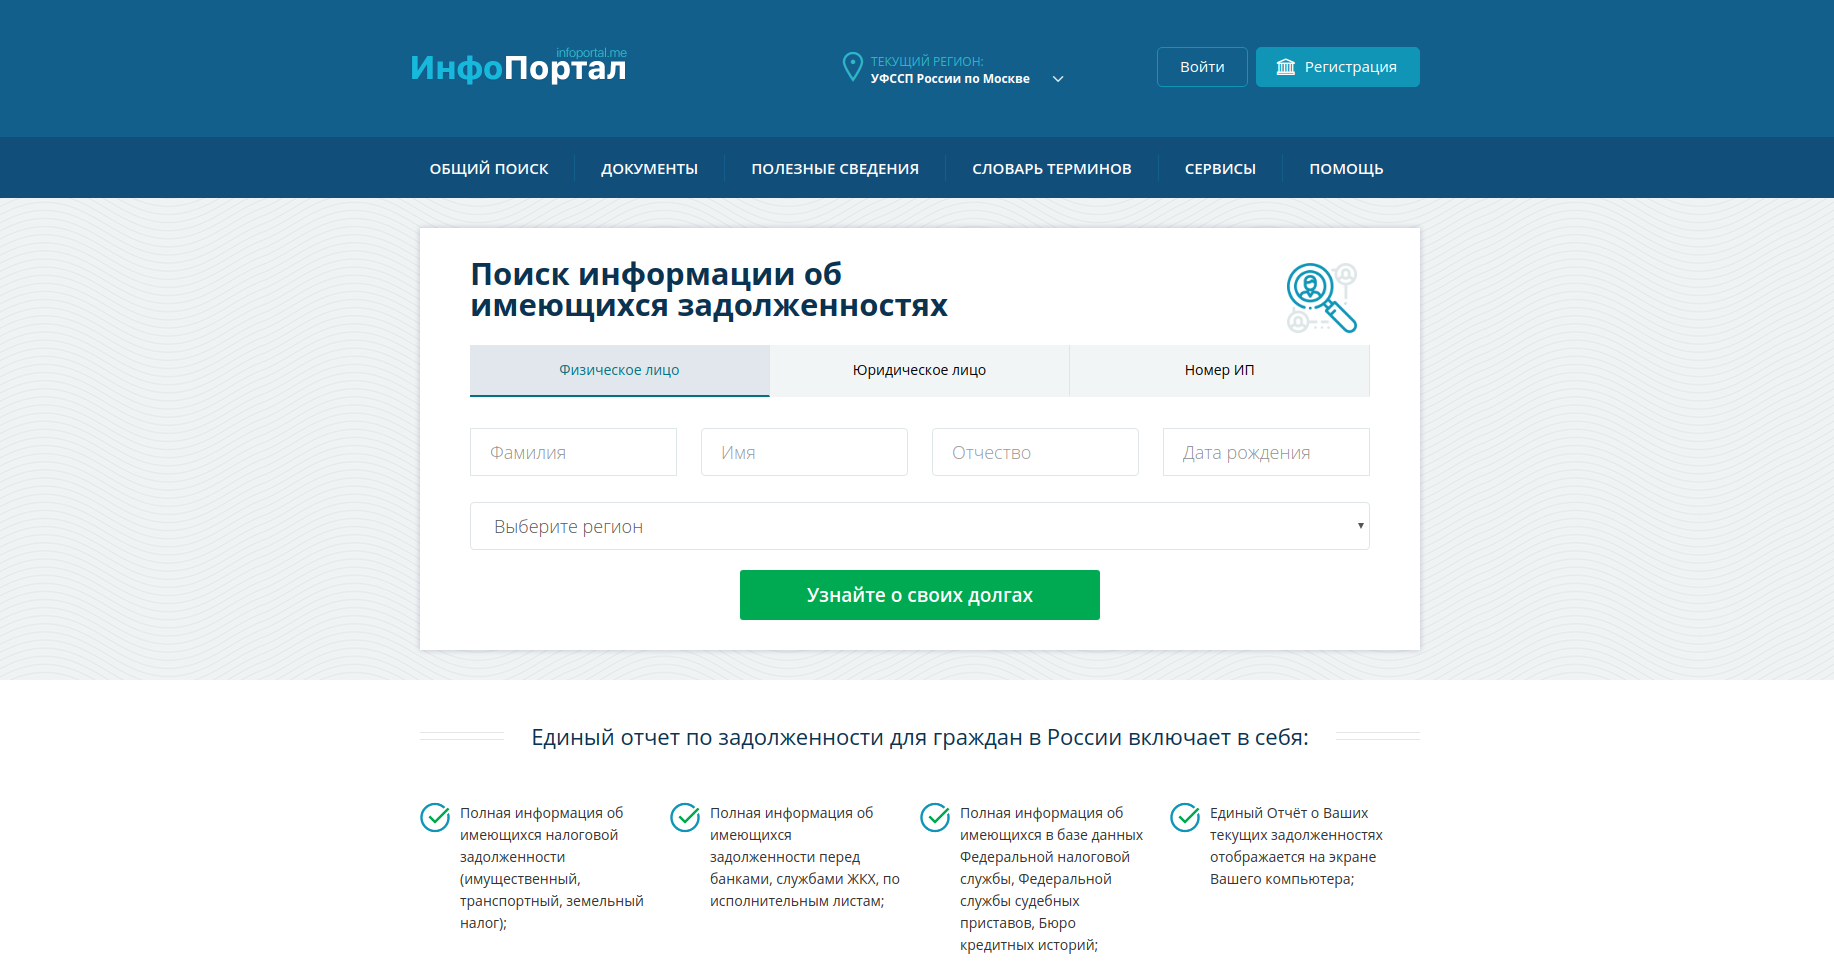 infoportal.me
ИнфоПортал
ТЕКУЩИЙ РЕГИОН:
УФССП России по Москве
Войти
Регистрация
ОБЩИЙ ПОИСК
ДОКУМЕНТЫ
ПОЛЕЗНЫЕ СВЕДЕНИЯ
СЛОВАРЬ ТЕРМИНОВ
СЕРВИСЫ
ПОМОЩЬ
Поиск информации об
имеющихся задолженностях
Физическое лицо
Юридическое лицо
Номер ИП
Фамилия
Имя
Отчество
Дата рождения
Выберите регион
Узнайте о своих долгах
Единый отчет по задолженности для граждан в России включает в себя:
Полная информация об
имеющихся налоговой
задолженности
(имущественный,
транспортный, земельный
налог);
Полная информация об
имеющихся
задолженности перед
банками, службами ЖКХ, по
исполнительным листам;
Полная информация об
имеющихся в базе данных
Федеральной налоговой
службы, Федеральной
службы судебных
приставов, Бюро
кредитных историй;
Единый Отчёт о Ваших
текущих задолженностях
отображается на экране
Вашего компьютера;